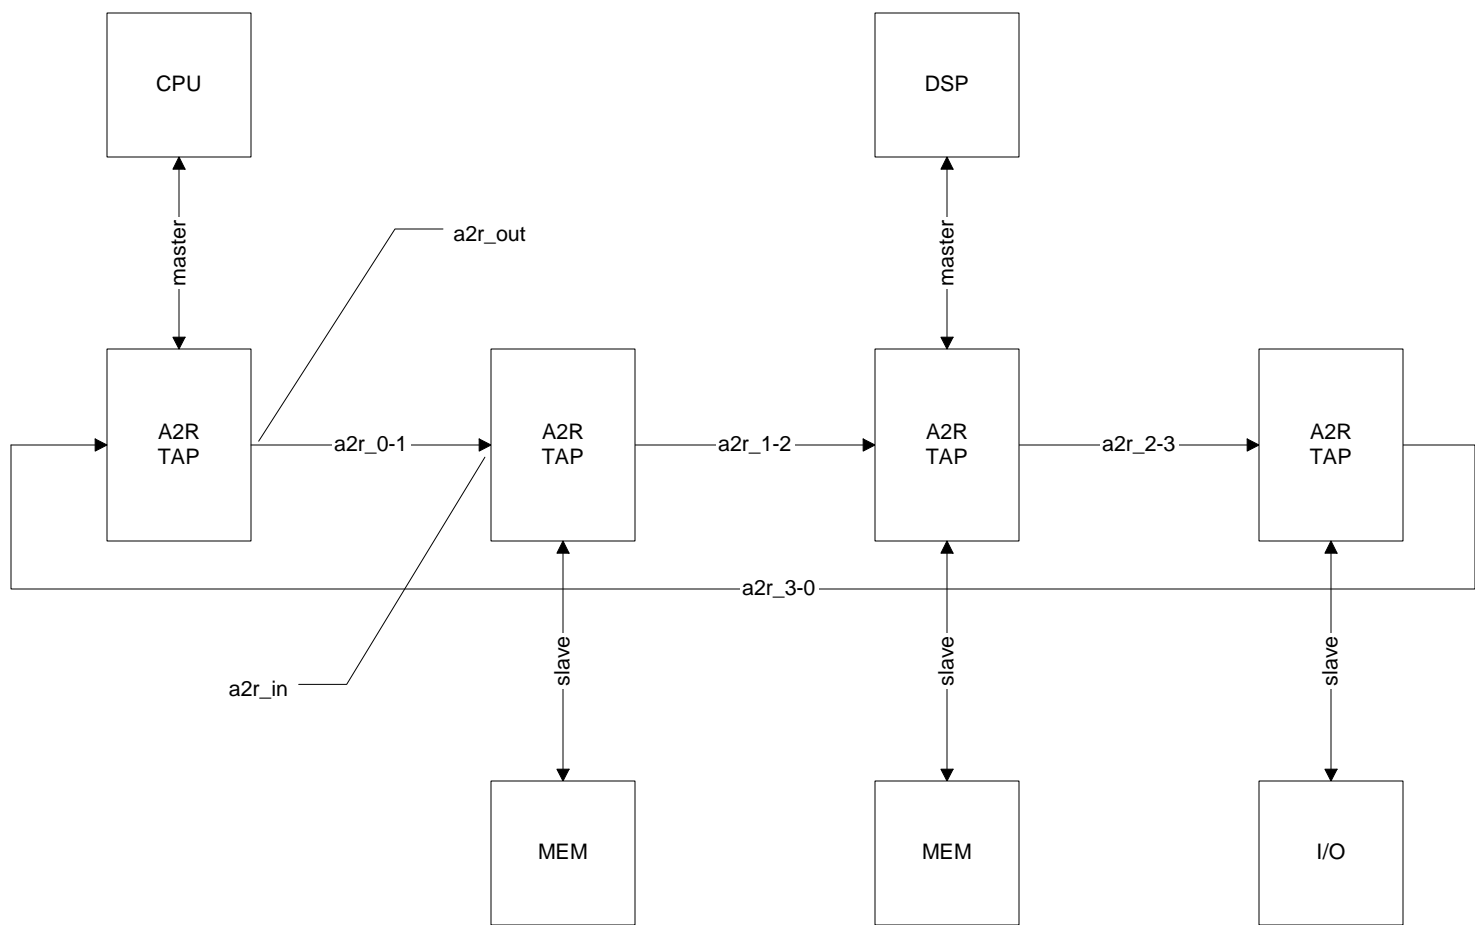 CPU
DSP
master
master
a2r_out
A2R
TAP
a2r_0-1
A2R
TAP
a2r_1-2
A2R
TAP
a2r_2-3
A2R
TAP
a2r_3-0
slave
slave
slave
a2r_in
MEM
MEM
I/O